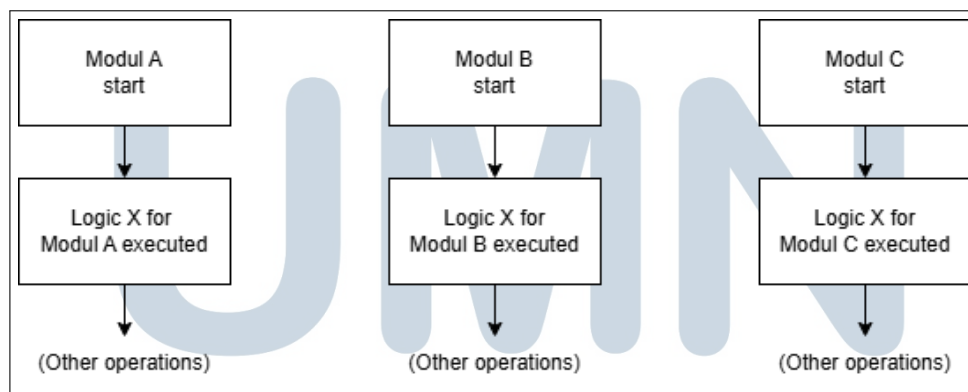 Modul A
start
Modul B
start
Modul C
start
Logic X for
Modul A executed
Logic X for
Modul B executed
Logic X for
Modul C executed
(Other operations)
(Other operations)
(Other operations)
UMN